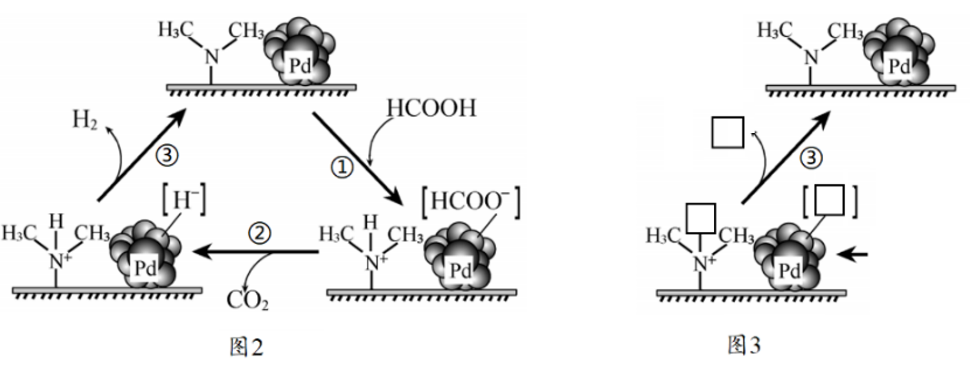 H₃C CH₃
N
Pd
H₂
③
①
HCOOH
[H⁻]
[HCOO⁻]
H
H₃C CH₃
N⁺
Pd
②
CO₂
H
H₃C CH₃
N⁺
Pd
图2
H₃C CH₃
N
Pd
③
[ ]
H₃C CH₃
N⁺
Pd
图3